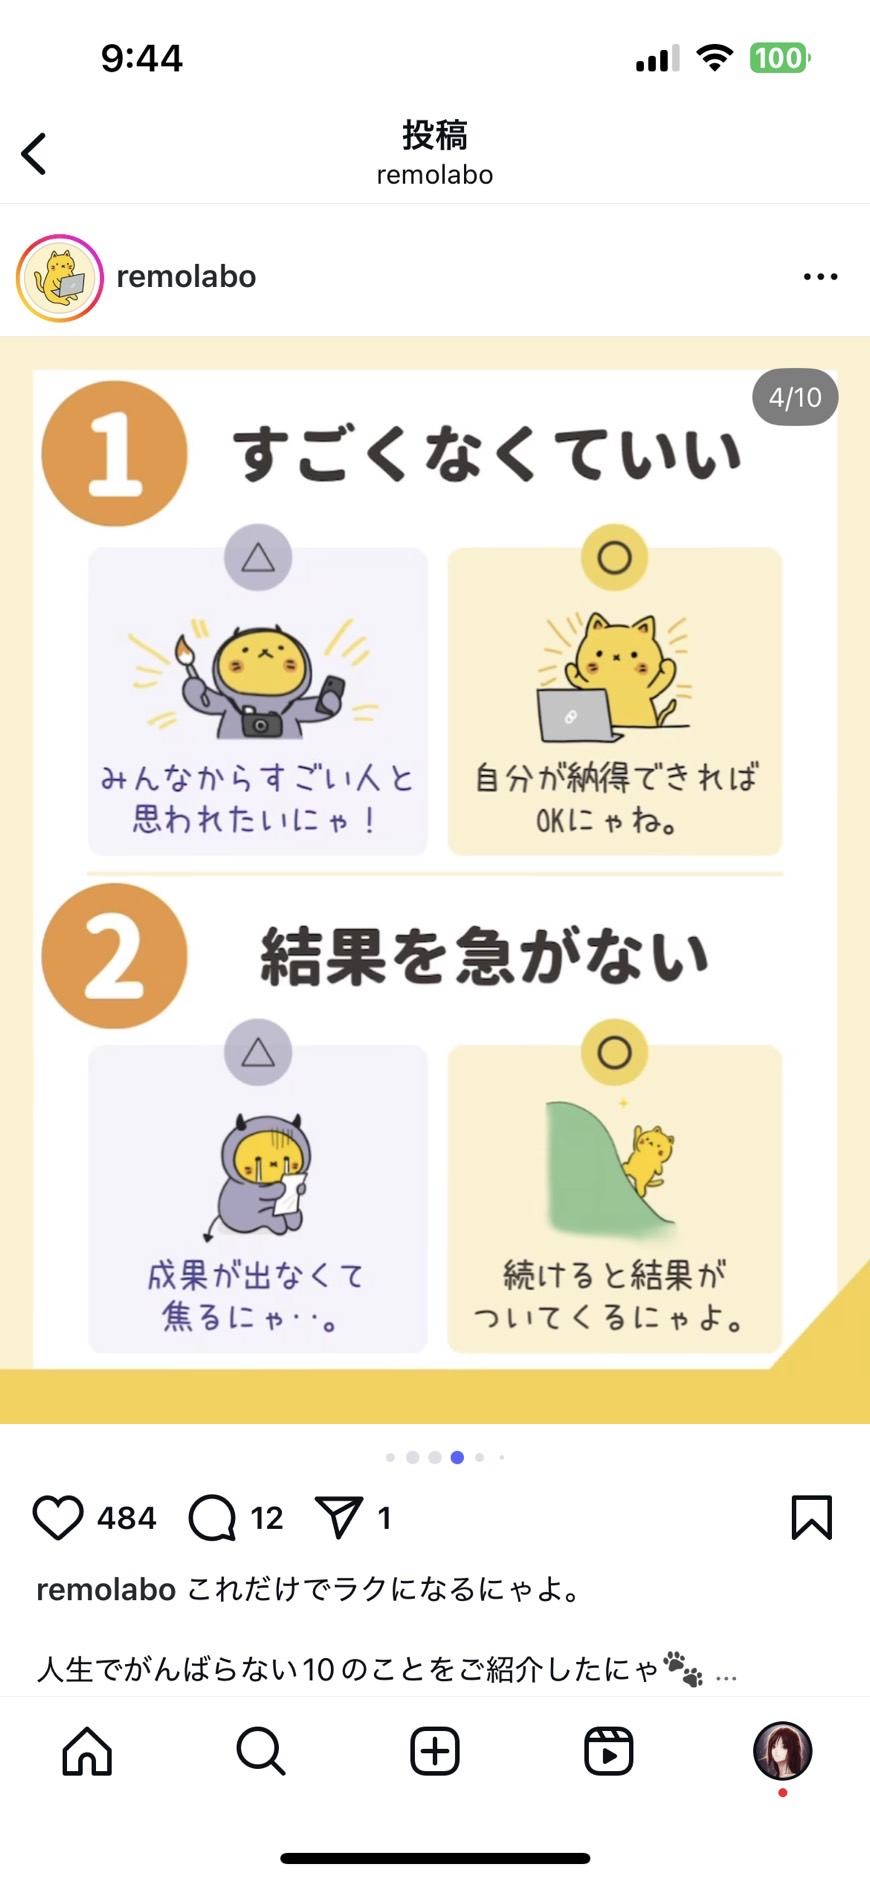 9:44
100
投稿
remolabo
remolabo
4/10
1 すごくなくていい
△
みんなからすごい人と
思われたいにゃ！
○
自分が納得できれば
OKにゃね。
2 結果を急がない
△
成果が出なくて
焦るにゃ‥。
○
続けると結果が
ついてくるにゃよ。
484 12 1
remolabo これだけでラクになるにゃよ。
人生でがんばらない10のことをご紹介したにゃ🐾 ...